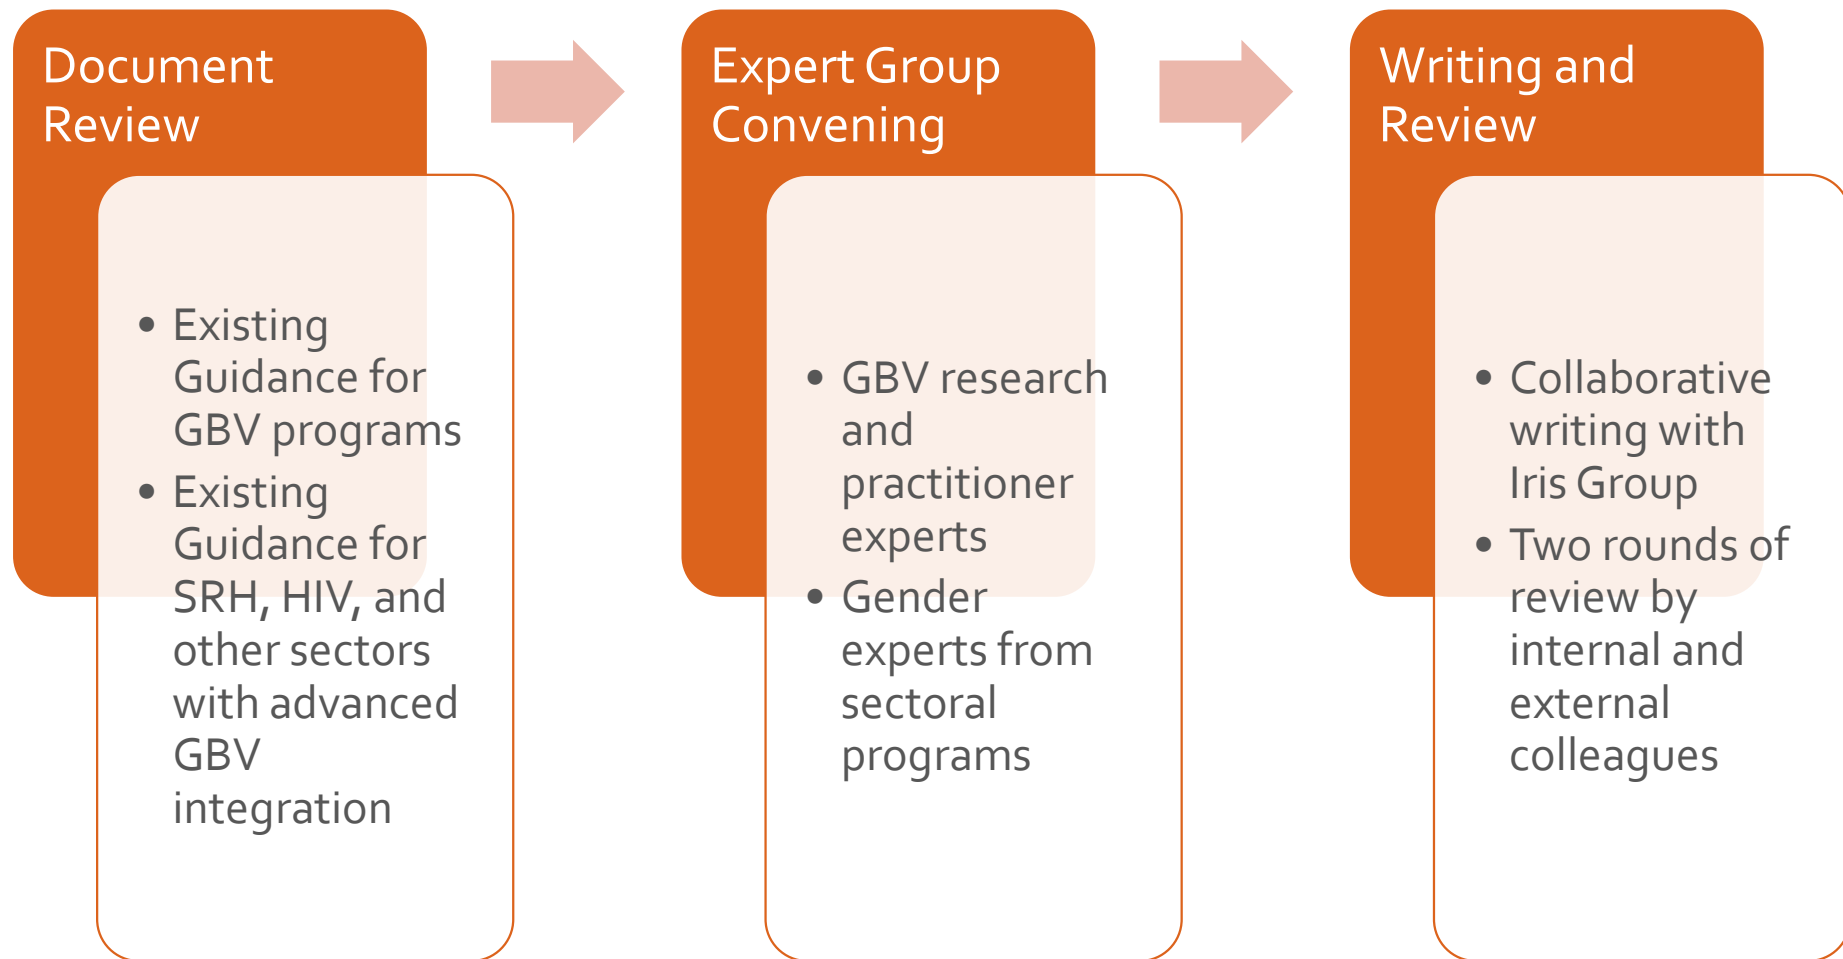 Document
Review
• Existing
Guidance for
GBV programs
• Existing
Guidance for
SRH, HIV, and
other sectors
with advanced
GBV
integration
Expert Group
Convening
• GBV research
and
practitioner
experts
• Gender
experts from
sectoral
programs
Writing and
Review
• Collaborative
writing with
Iris Group
• Two rounds of
review by
internal and
external
colleagues